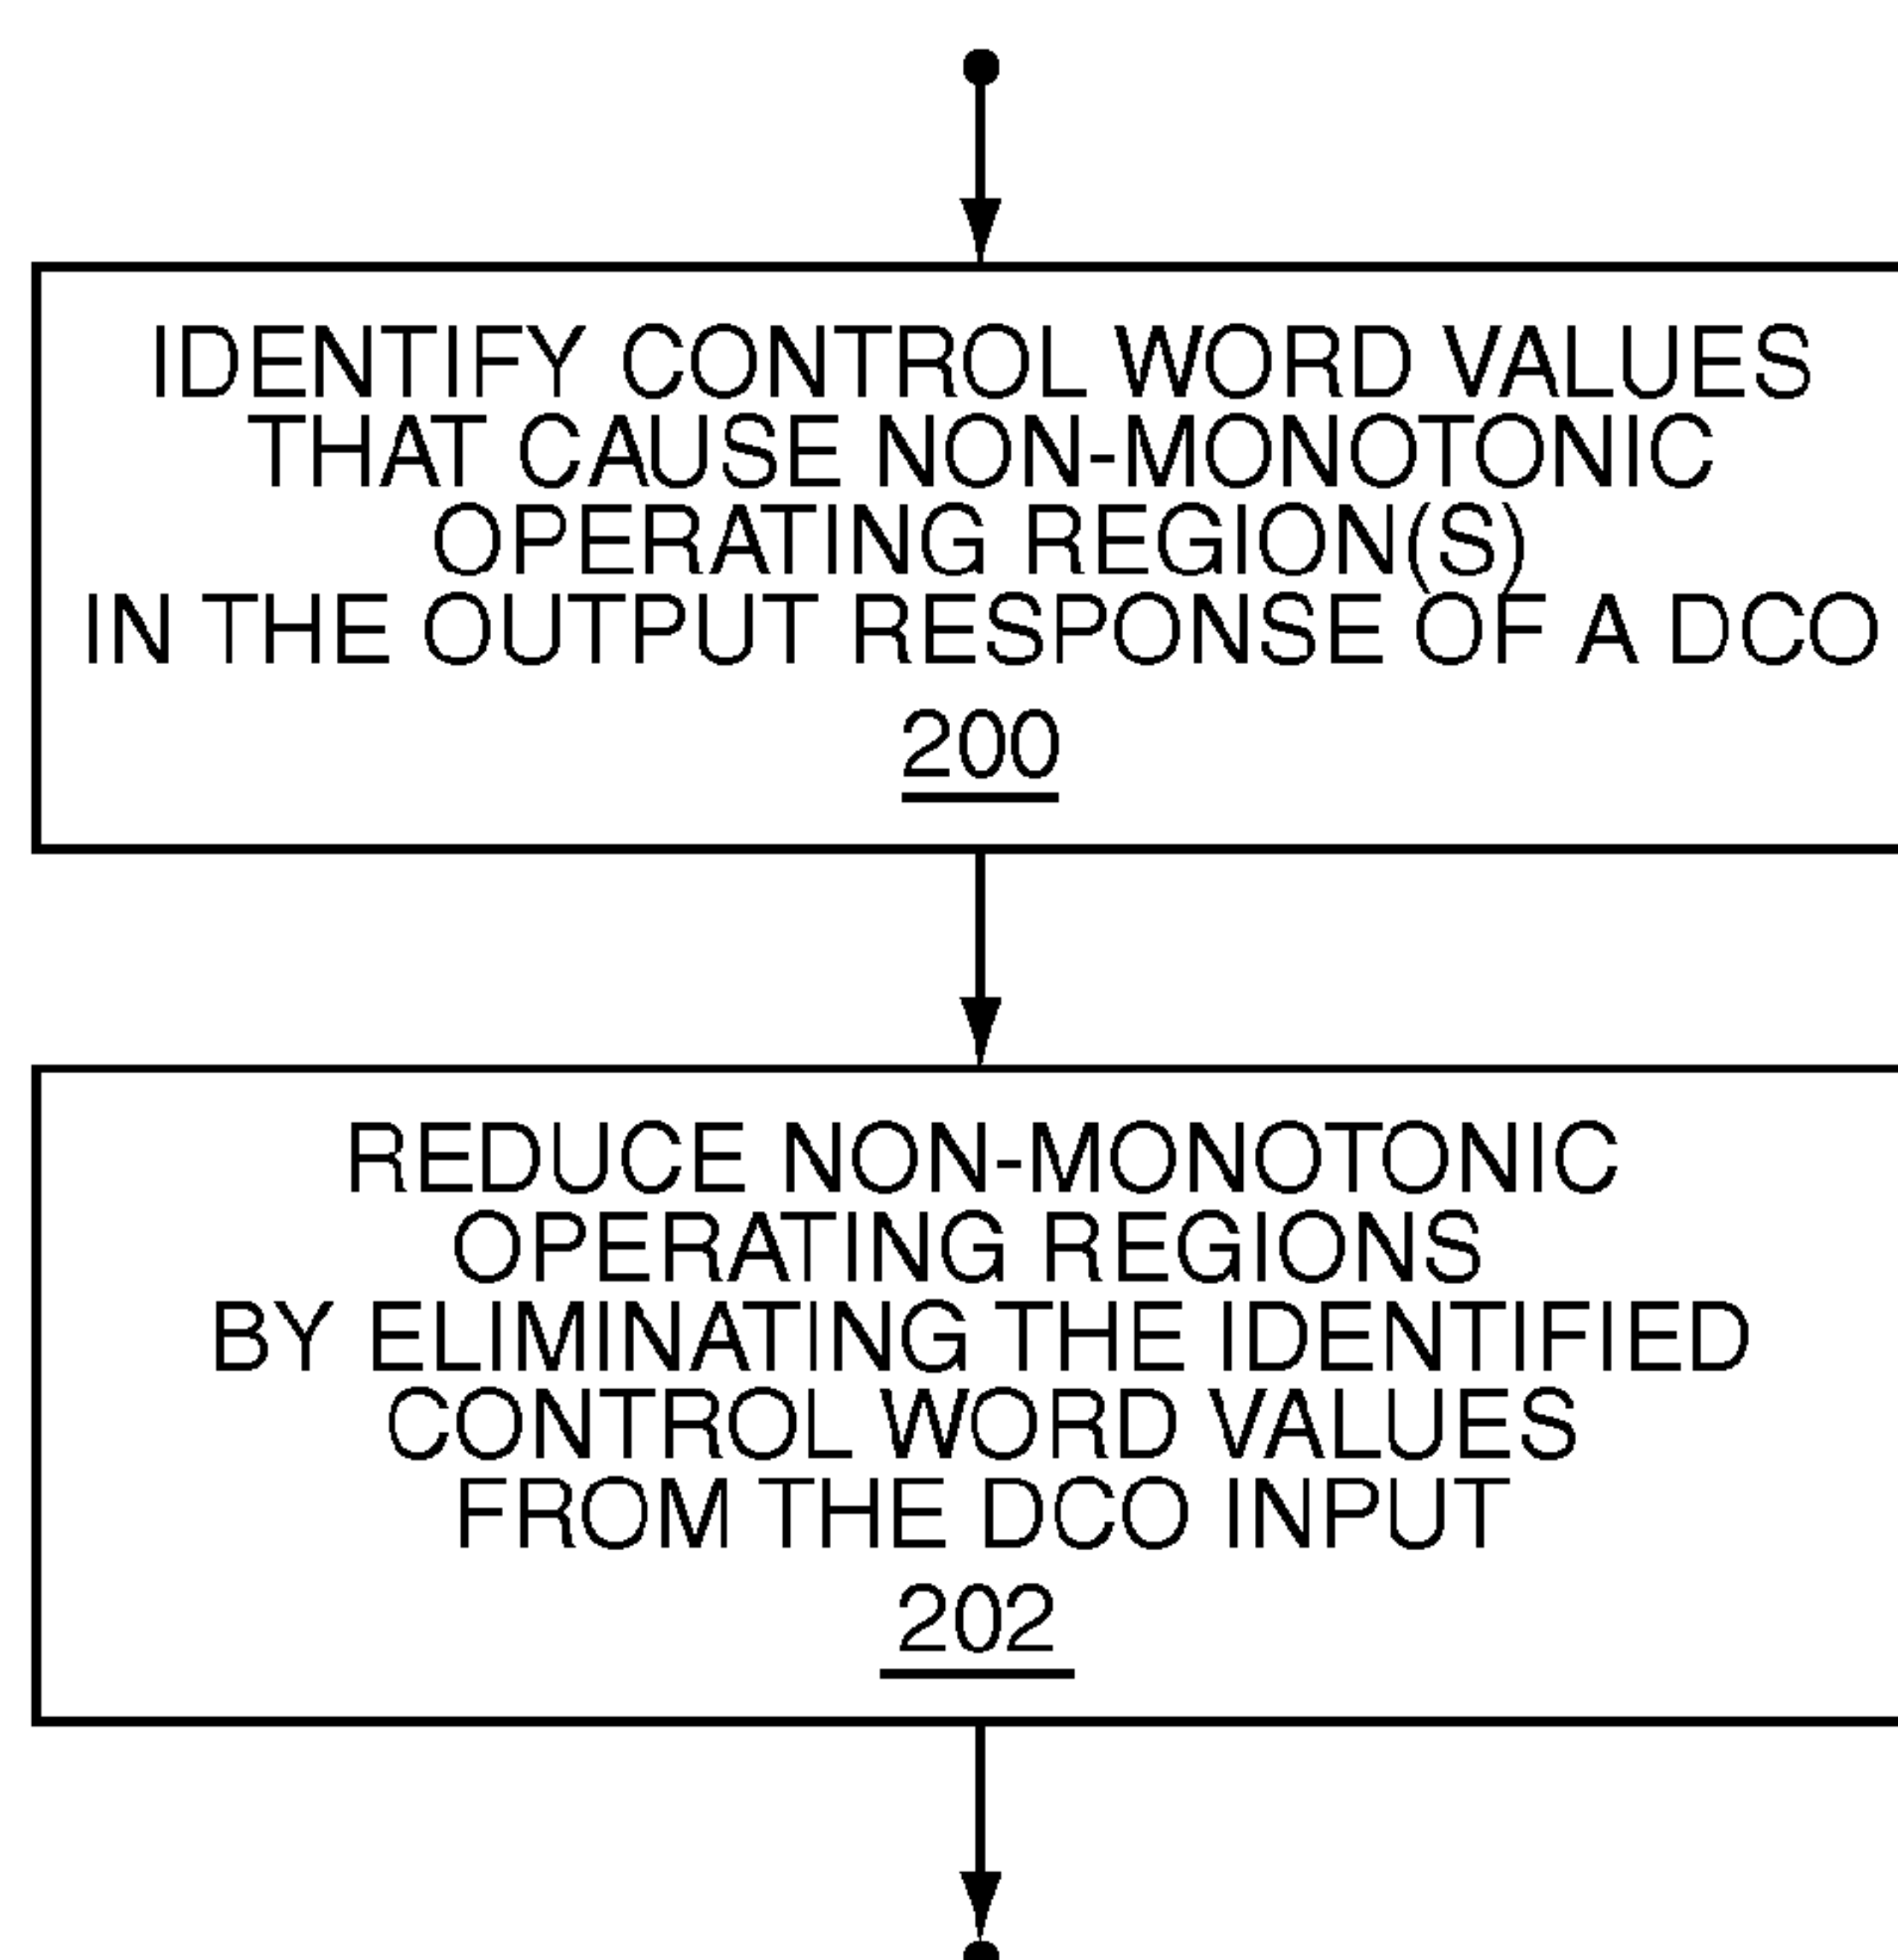 IDENTIFY CONTROL WORD VALUES
THAT CAUSE NON-MONOTONIC
OPERATING REGION(S)
IN THE OUTPUT RESPONSE OF A DCO
200
REDUCE NON-MONOTONIC
OPERATING REGIONS
BY ELIMINATING THE IDENTIFIED
CONTROL WORD VALUES
FROM THE DCO INPUT
202